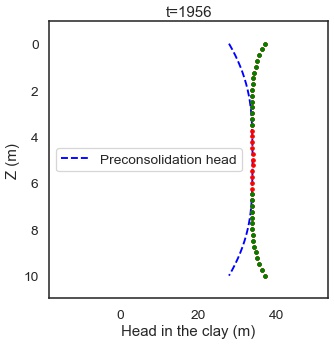 t=1956
0
2
4
6
8
10
Z (m)
Preconsolidation head
0
20
40
Head in the clay (m)